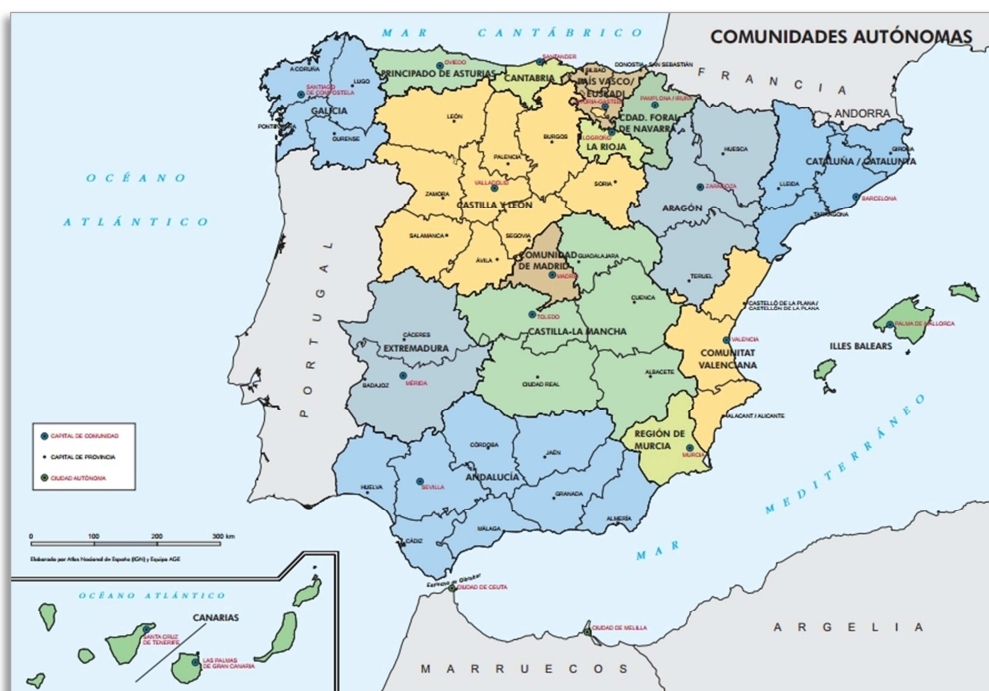 MAR CANTÁBRICO
COMUNIDADES AUTÓNOMAS
FRANCIA
ANDORRA
OCÉANO
ATLÁNTICO
PORTUGAL
A CORUÑA
LUGO
SANTIAGO
DE COMPOSTELA
GALICIA
OURENSE
OVIEDO
PRINCIPADO DE ASTURIAS
SANTANDER
CANTABRIA
BILBAO
DONOSTIA - SAN SEBASTIÁN
PAÍS VASCO/
EUSKADI
VITORIA-GASTEIZ
PAMPLONA / IRUÑA
CDAD. FORAL
DE NAVARRA
LOGROÑO
LA RIOJA
LEÓN
BURGOS
PALENCIA
VALLADOLID
ZAMORA
SORIA
CASTILLA Y LEÓN
SALAMANCA
SEGOVIA
ÁVILA
HUESCA
ZARAGOZA
ARAGÓN
TERUEL
GIRONA
CATALUÑA / CATALUNYA
LLEIDA
BARCELONA
TARRAGONA
COMUNIDAD
DE MADRID
MADRID
GUADALAJARA
CUENCA
TOLEDO
CASTILLA-LA MANCHA
CIUDAD REAL
ALBACETE
CÁCERES
EXTREMADURA
BADAJOZ
MÉRIDA
CASTELLÓ DE LA PLANA /
CASTELLÓN DE LA PLANA
VALENCIA
COMUNITAT
VALENCIANA
ALACANT / ALICANTE
PALMA DE MALLORCA
ILLES BALEARS
REGIÓN DE
MURCIA
MURCIA
CÓRDOBA
JAÉN
ANDALUCÍA
HUELVA
SEVILLA
GRANADA
ALMERÍA
MÁLAGA
CÁDIZ
Estrecho de Gibraltar
CIUDAD DE CEUTA
CIUDAD DE MELILLA
MAR MEDITERRÁNEO
MARRUECOS
ARGELIA
CAPITAL DE COMUNIDAD
CAPITAL DE PROVINCIA
CIUDAD AUTÓNOMA
0 100 200 300 km
Elaborada por Atlas Nacional de España (IGN) y Equipo AGE
OCÉANO ATLÁNTICO
CANARIAS
SANTA CRUZ
DE TENERIFE
LAS PALMAS
DE GRAN CANARIA